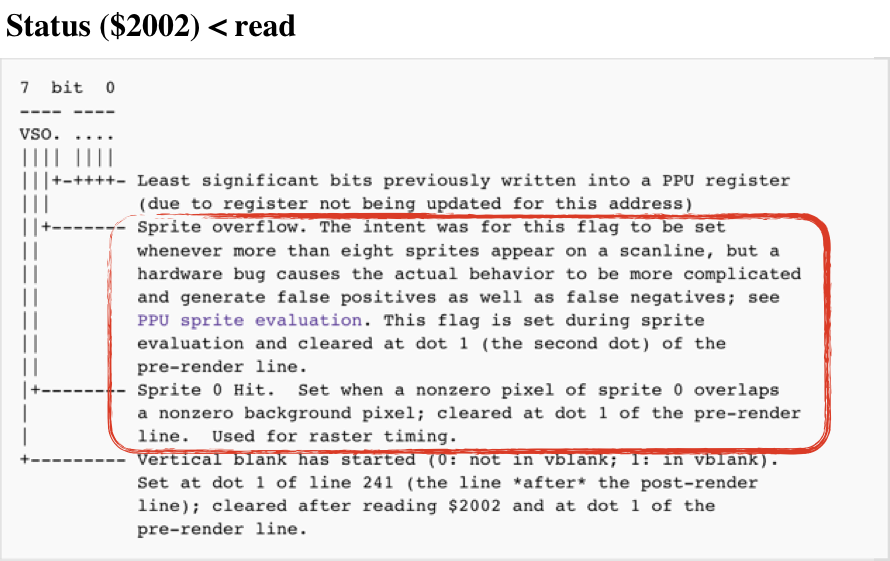 Status ($2002) < read
7  bit  0
---- ----
VSO. ....
|||| ||||
|||+-++++- Least significant bits previously written into a PPU register
|||        (due to register not being updated for this address)
||+------- Sprite overflow. The intent was for this flag to be set
||         whenever more than eight sprites appear on a scanline, but a
||         hardware bug causes the actual behavior to be more complicated
||         and generate false positives as well as false negatives; see
||         PPU sprite evaluation. This flag is set during sprite
||         evaluation and cleared at dot 1 (the second dot) of the
||         pre-render line.
|+-------- Sprite 0 Hit.  Set when a nonzero pixel of sprite 0 overlaps
|          a nonzero background pixel; cleared at dot 1 of the pre-render
|          line.  Used for raster timing.
+--------- Vertical blank has started (0: not in vblank; 1: in vblank).
           Set at dot 1 of line 241 (the line *after* the post-render
           line); cleared after reading $2002 and at dot 1 of the
           pre-render line.